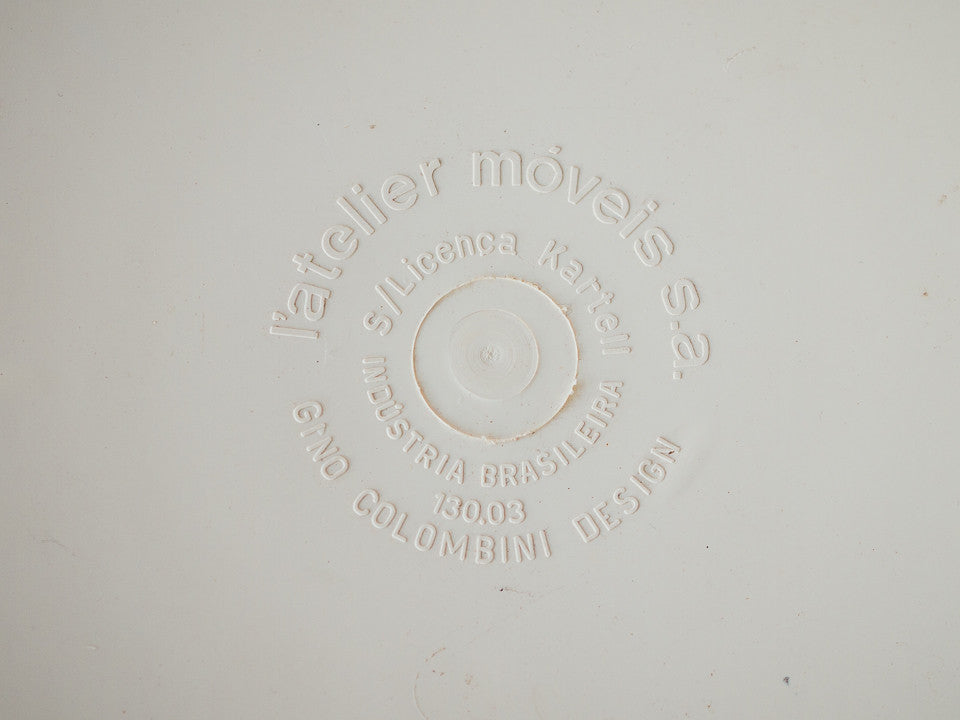 l'atelier móveis s.a.
s/Licença Kartell
INDÚSTRIA BRASILEIRA
130.03
GINO COLOMBINI DESIGN